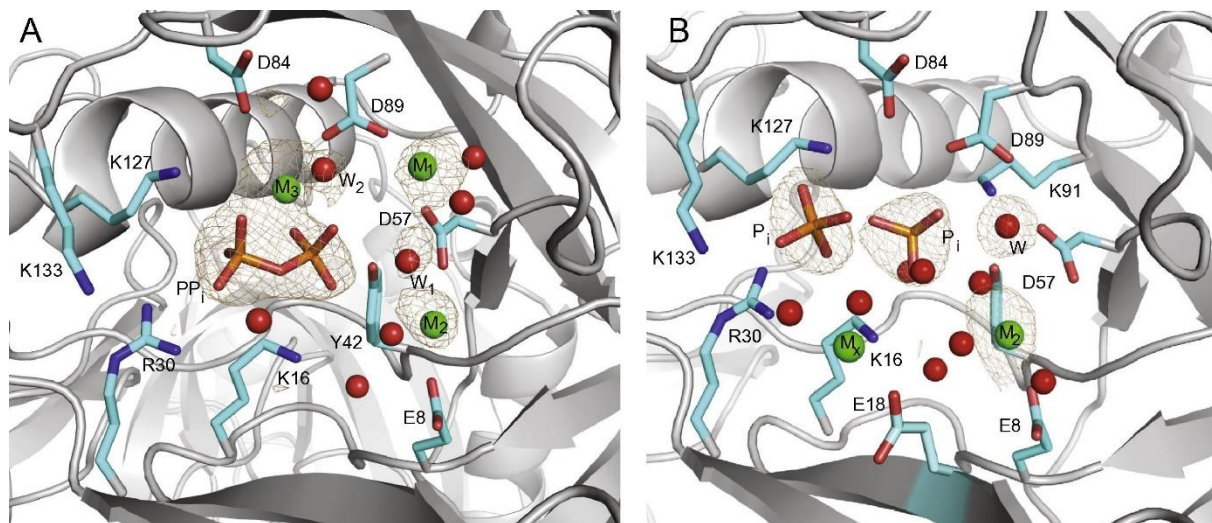 A
D84
D89
K127
M3
W2
M1
D57
K133
PPi
W1
M2
Y42
R30
K16
E8
B
D84
K127
D89
K91
Pi
Pi
W
K133
D57
R30
Mx
K16
M2
E18
E8